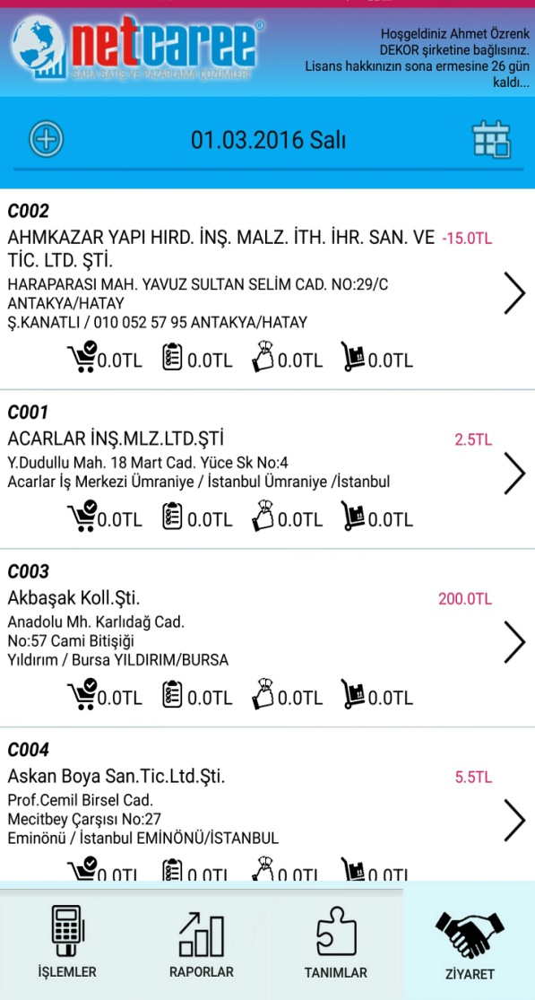 netcaree®
SAHA SATIŞ VE PAZARLAMA ÇÖZÜMLERİ
Hoşgeldiniz Ahmet Özrenk
DEKOR şirketine bağlısınız.
Lisans hakkınızın sona ermesine 26 gün
kaldı...
01.03.2016 Salı
C002
AHMKAZAR YAPI HIRD. İNŞ. MALZ. İTH. İHR. SAN. VE -15.0TL
TİC. LTD. ŞTİ.
HARAPARASI MAH. YAVUZ SULTAN SELİM CAD. NO:29/C
ANTAKYA/HATAY
Ş.KANATLI / 010 052 57 95 ANTAKYA/HATAY
0.0TL 0.0TL 0.0TL 0.0TL
C001
ACARLAR İNŞ.MLZ.LTD.ŞTİ 2.5TL
Y.Dudullu Mah. 18 Mart Cad. Yüce Sk No:4
Acarlar İş Merkezi Ümraniye / İstanbul Ümraniye /İstanbul
0.0TL 0.0TL 0.0TL 0.0TL
C003
Akbaşak Koll.Şti. 200.0TL
Anadolu Mh. Karlıdağ Cad.
No:57 Cami Bitişiği
Yıldırım / Bursa YILDIRIM/BURSA
0.0TL 0.0TL 0.0TL 0.0TL
C004
Askan Boya San.Tic.Ltd.Şti. 5.5TL
Prof.Cemil Birsel Cad.
Mecitbey Çarşısı No:27
Eminönü / İstanbul EMİNÖNÜ/İSTANBUL
0.0TL 0.0TL 0.0TL 0.0TL
İŞLEMLER RAPORLAR TANIMLAR ZİYARET